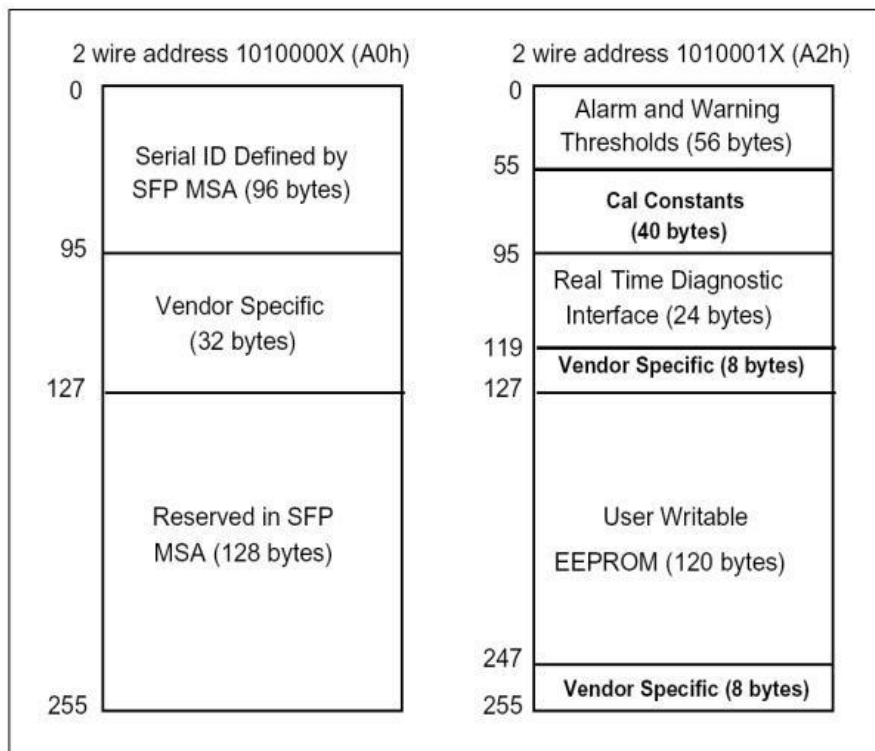 2 wire address 1010000X (A0h)
0
Serial ID Defined by
SFP MSA (96 bytes)
95
Vendor Specific
(32 bytes)
127
Reserved in SFP
MSA (128 bytes)
255
2 wire address 1010001X (A2h)
0
Alarm and Warning
Thresholds (56 bytes)
55
Cal Constants
(40 bytes)
95
Real Time Diagnostic
Interface (24 bytes)
119
Vendor Specific (8 bytes)
127
User Writable
EEPROM (120 bytes)
247
Vendor Specific (8 bytes)
255